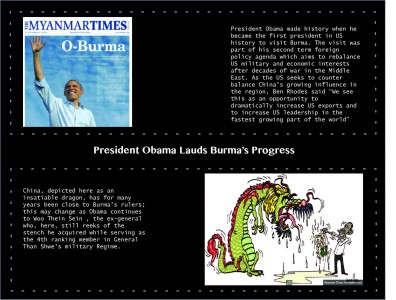 THE MYANMARTIMES
O-Burma
President Obama made history when he
became the first president in US
history to visit Burma. The visit was
part of his second term foreign
policy agenda which aims to rebalance
US military and economic interests
after decades of war in the Middle
East. As the US seeks to counter
balance China's growing influence in
the region, Ben Rhodes said "We see
this as an opportunity to
dramatically increase US exports and
to increase US leadership in the
fastest growing part of the world"
President Obama Lauds Burma's Progress
China, depicted here as an
insatiable dragon, has for many
years been close to Burma's rulers;
this may change as Obama continues
to Woo Thein Sein , the ex-general
who, here, still reeks of the
stench he acquired while serving as
the 4th ranking member in General
Than Shwe's military Regime.